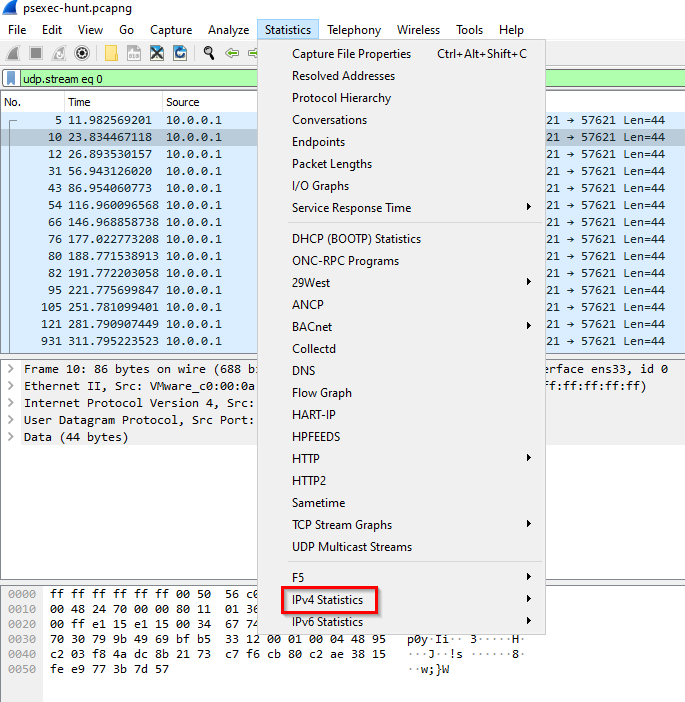 psexec-hunt.pcapng
File Edit View Go Capture Analyze Statistics Telephony Wireless Tools Help
udp.stream eq 0
No. Time Source
5 11.982569201 10.0.0.1 21 → 57621 Len=44
10 23.834467118 10.0.0.1 21 → 57621 Len=44
12 26.893530157 10.0.0.1 21 → 57621 Len=44
31 56.943126020 10.0.0.1 21 → 57621 Len=44
43 86.954060773 10.0.0.1 21 → 57621 Len=44
54 116.960096568 10.0.0.1 21 → 57621 Len=44
66 146.968858738 10.0.0.1 21 → 57621 Len=44
76 177.022773208 10.0.0.1 21 → 57621 Len=44
80 188.771538913 10.0.0.1 21 → 57621 Len=44
82 191.772203058 10.0.0.1 21 → 57621 Len=44
95 221.775699847 10.0.0.1 21 → 57621 Len=44
105 251.781099401 10.0.0.1 21 → 57621 Len=44
121 281.790907449 10.0.0.1 21 → 57621 Len=44
931 311.795223523 10.0.0.1 21 → 57621 Len=44
Capture File Properties Ctrl+Alt+Shift+C
Resolved Addresses
Protocol Hierarchy
Conversations
Endpoints
Packet Lengths
I/O Graphs
Service Response Time
DHCP (BOOTP) Statistics
ONC-RPC Programs
29West
ANCP
BACnet
Collectd
DNS
Flow Graph
HART-IP
HPFEEDS
HTTP
HTTP2
Sametime
TCP Stream Graphs
UDP Multicast Streams
F5
IPv4 Statistics
IPv6 Statistics
Frame 10: 86 bytes on wire (688 bi erface ens33, id 0
Ethernet II, Src: VMware_c0:00:0a ff:ff:ff:ff:ff)
Internet Protocol Version 4, Src:
User Datagram Protocol, Src Port:
Data (44 bytes)
0000 ff ff ff ff ff ff 00 50 56 c0
0010 00 48 24 70 00 00 80 11 01 36
0020 00 ff e1 15 e1 15 00 34 67 74
0030 70 30 79 9b 49 69 bf b5 33 12 00 01 00 04 48 95 p0y·Ii·· 3·····H·
0040 c2 03 f8 4a dc 8b 21 73 c7 f6 cb 80 c2 ae 38 15 ···J··!s ······8·
0050 fe e9 77 3b 7d 57 ··w;}W